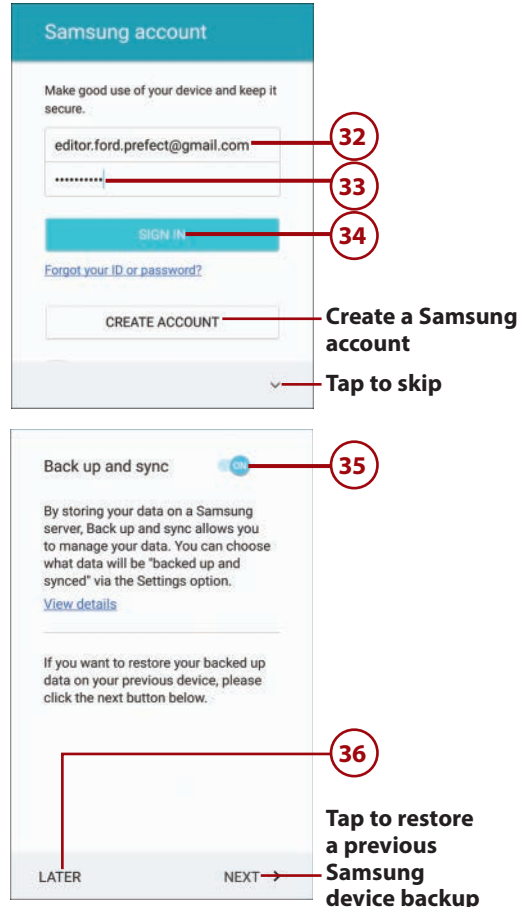 Samsung account
Make good use of your device and keep it
secure.
editor.ford.prefect@gmail.com
32
••••••••••
33
SIGN IN
34
Forgot your ID or password?
CREATE ACCOUNT
Create a Samsung
account
Tap to skip
Back up and sync
ON
35
By storing your data on a Samsung
server, Back up and sync allows you
to manage your data. You can choose
what data will be "backed up and
synced" via the Settings option.
View details
If you want to restore your backed up
data on your previous device, please
click the next button below.
36
LATER
NEXT
Tap to restore
a previous
Samsung
device backup